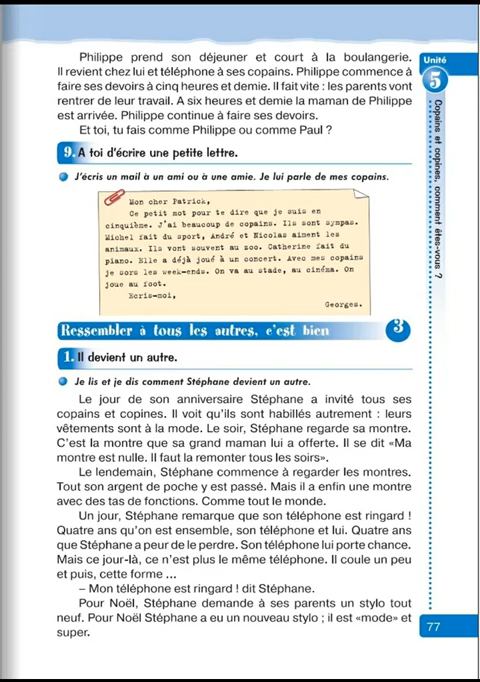 Philippe prend son déjeuner et court à la boulangerie.
Il revient chez lui et téléphone à ses copains. Philippe commence à
faire ses devoirs à cinq heures et demie. Il fait vite : les parents vont
rentrer de leur travail. A six heures et demie la maman de Philippe
est arrivée. Philippe continue à faire ses devoirs.
Et toi, tu fais comme Philippe ou comme Paul ?
9. A toi d'écrire une petite lettre.
J'écris un mail à un ami ou à une amie. Je lui parle de mes copains.
Mon cher Patrick,
Ce petit mot pour te dire que je suis en
cinquième. J'ai beaucoup de copains. Ils sont sympas.
Michel fait du sport, André et Nicolas aiment les
animaux. Ils vont souvent au zoo. Catherine fait du
piano. Elle a déjà joué à un concert. Avec mes copains
je sors les week-ends. On va au stade, au cinéma. On
joue au foot.
Ecris-moi,
Georges.
Ressembler à tous les autres, c'est bien
3
1. Il devient un autre.
Je lis et je dis comment Stéphane devient un autre.
Le jour de son anniversaire Stéphane a invité tous ses
copains et copines. Il voit qu'ils sont habillés autrement : leurs
vêtements sont à la mode. Le soir, Stéphane regarde sa montre.
C'est la montre que sa grand maman lui a offerte. Il se dit «Ma
montre est nulle. Il faut la remonter tous les soirs».
Le lendemain, Stéphane commence à regarder les montres.
Tout son argent de poche y est passé. Mais il a enfin une montre
avec des tas de fonctions. Comme tout le monde.
Un jour, Stéphane remarque que son téléphone est ringard !
Quatre ans qu'on est ensemble, son téléphone et lui. Quatre ans
que Stéphane a peur de le perdre. Son téléphone lui porte chance.
Mais ce jour-là, ce n'est plus le même téléphone. Il coule un peu
et puis, cette forme ...
– Mon téléphone est ringard ! dit Stéphane.
Pour Noël, Stéphane demande à ses parents un stylo tout
neuf. Pour Noël Stéphane a eu un nouveau stylo ; il est «mode» et
super.
Unité
5
Copains et copines, comment êtes-vous ?
77